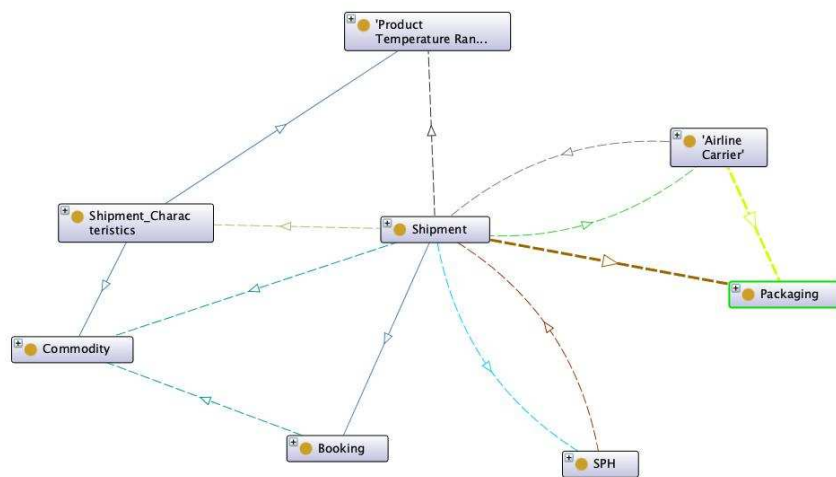 'Product
Temperature Ran...
'Airline
Carrier'
Shipment_Charac
teristics
Shipment
Packaging
Commodity
Booking
SPH